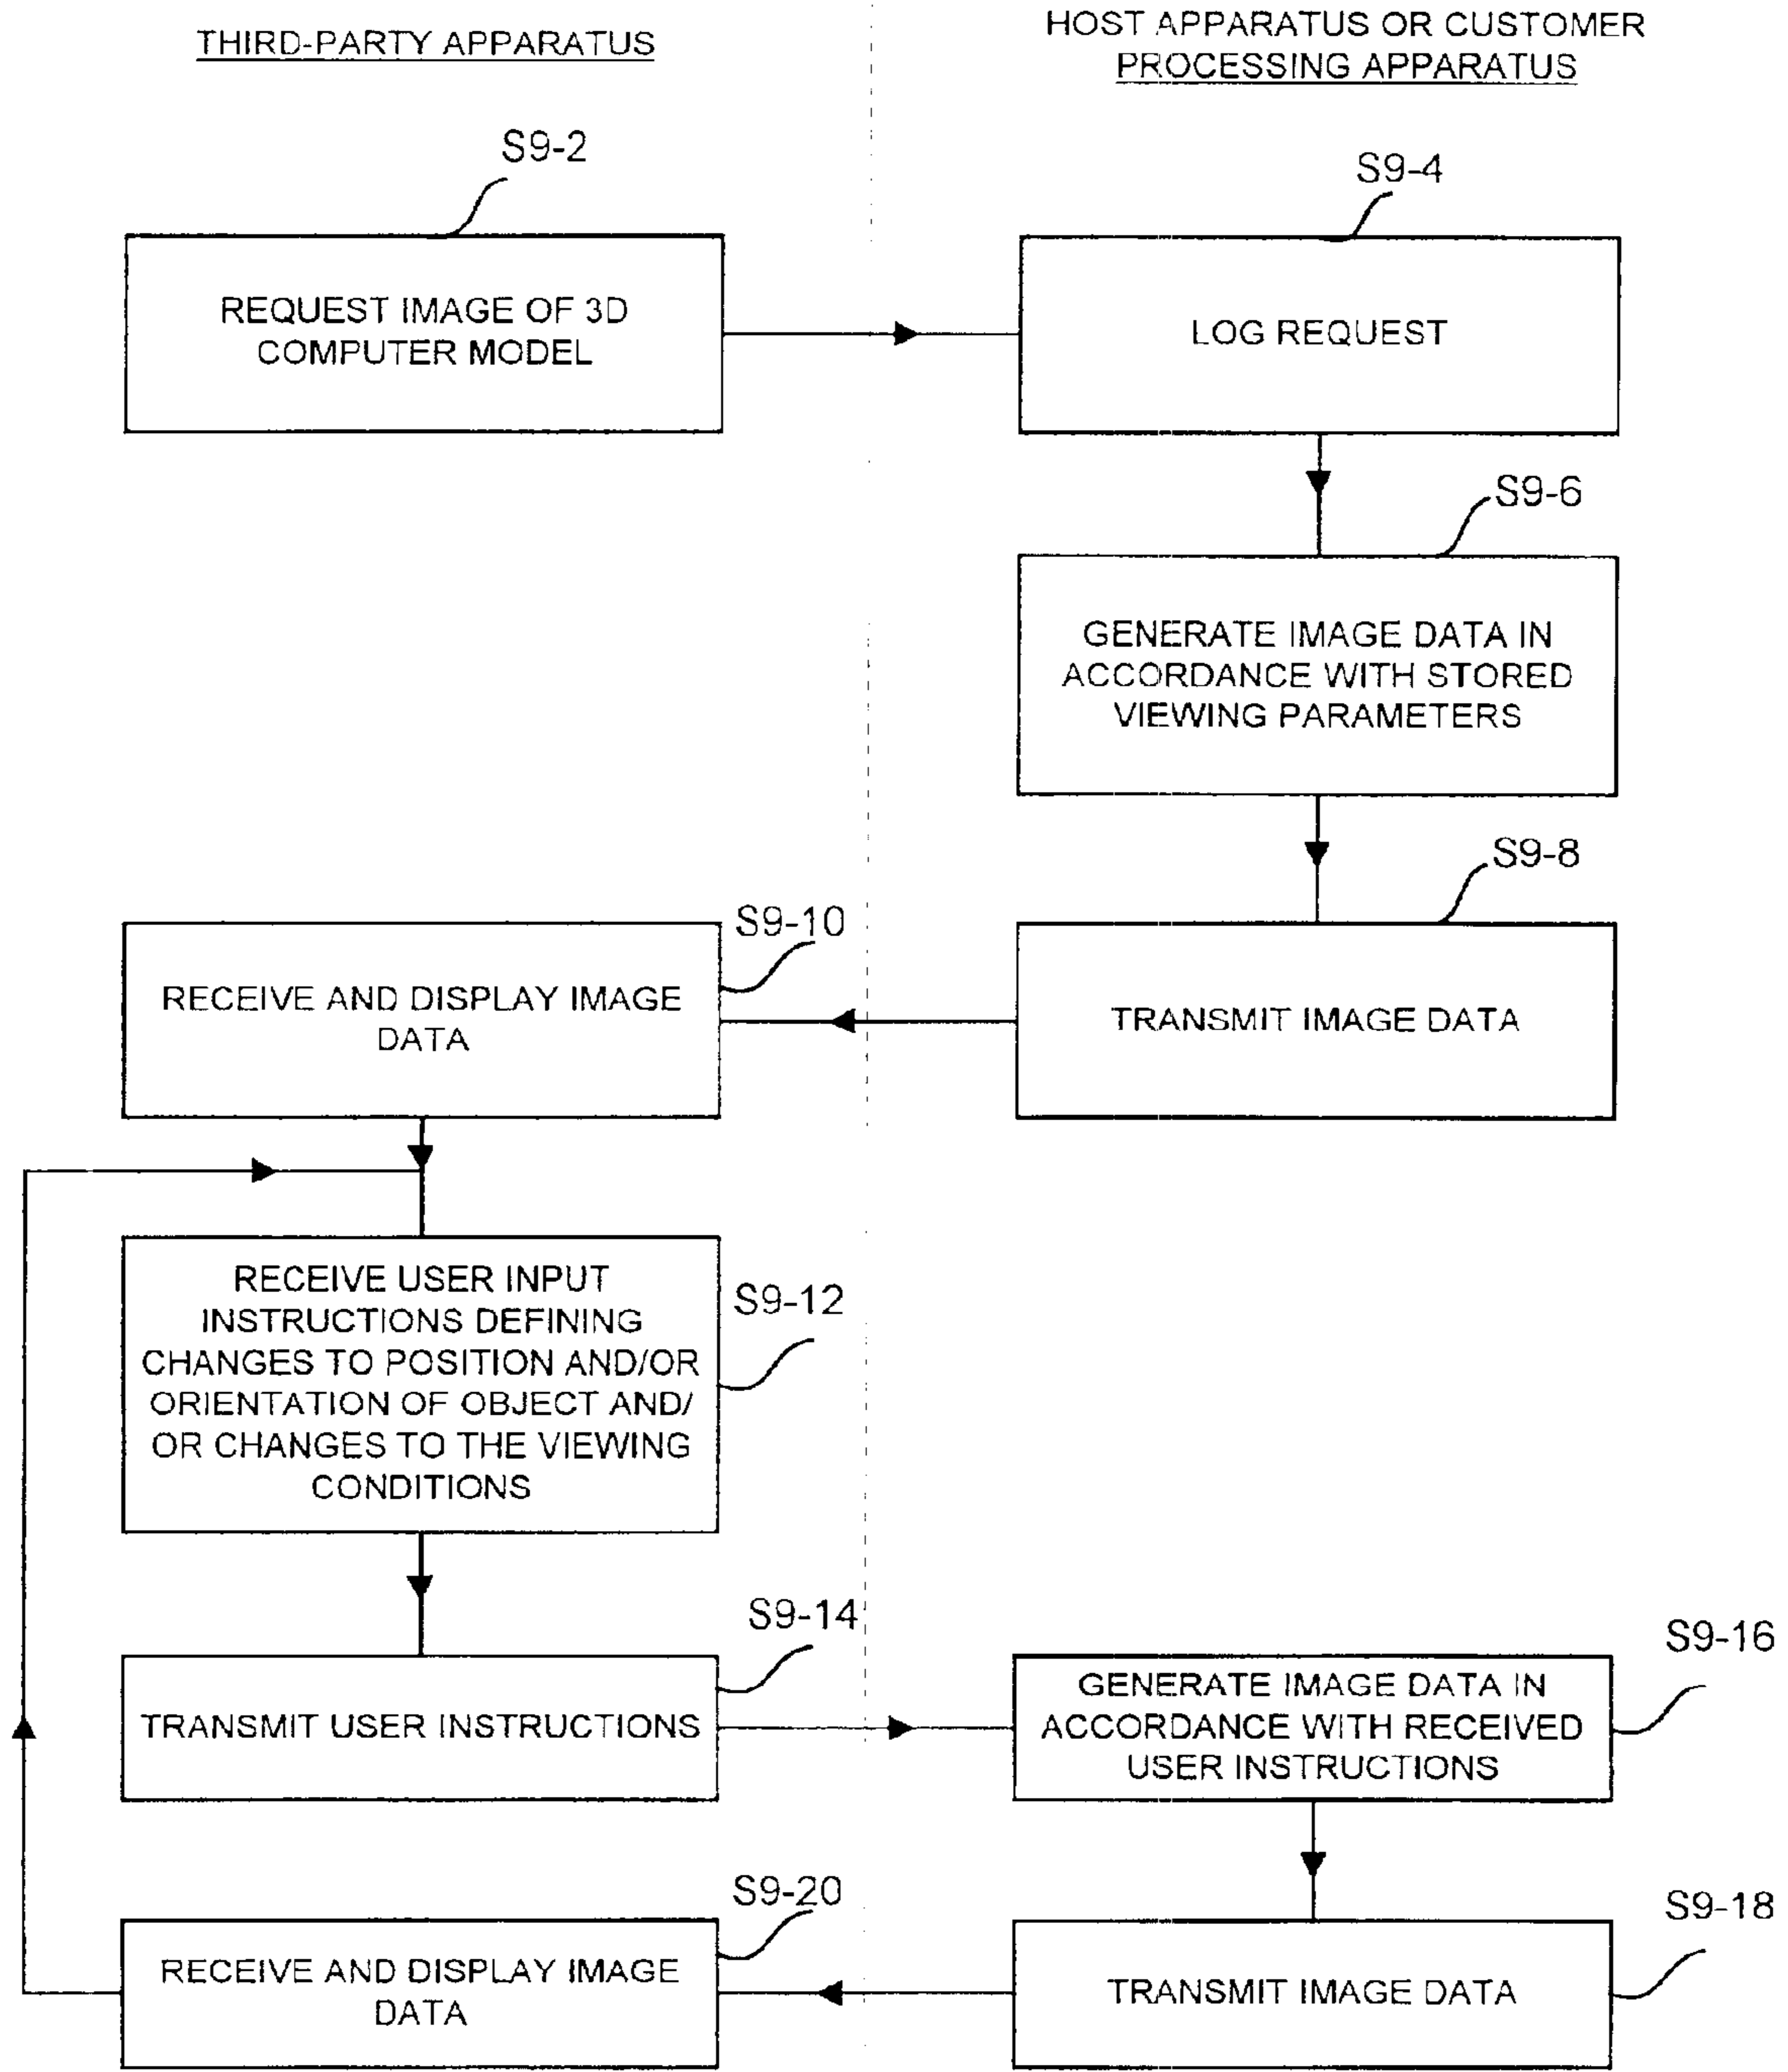 THIRD-PARTY APPARATUS
HOST APPARATUS OR CUSTOMER
PROCESSING APPARATUS
S9-2
REQUEST IMAGE OF 3D
COMPUTER MODEL
S9-4
LOG REQUEST
S9-6
GENERATE IMAGE DATA IN
ACCORDANCE WITH STORED
VIEWING PARAMETERS
S9-8
TRANSMIT IMAGE DATA
S9-10
RECEIVE AND DISPLAY IMAGE
DATA
S9-12
RECEIVE USER INPUT
INSTRUCTIONS DEFINING
CHANGES TO POSITION AND/OR
ORIENTATION OF OBJECT AND/
OR CHANGES TO THE VIEWING
CONDITIONS
S9-14
TRANSMIT USER INSTRUCTIONS
S9-16
GENERATE IMAGE DATA IN
ACCORDANCE WITH RECEIVED
USER INSTRUCTIONS
S9-18
TRANSMIT IMAGE DATA
S9-20
RECEIVE AND DISPLAY IMAGE
DATA